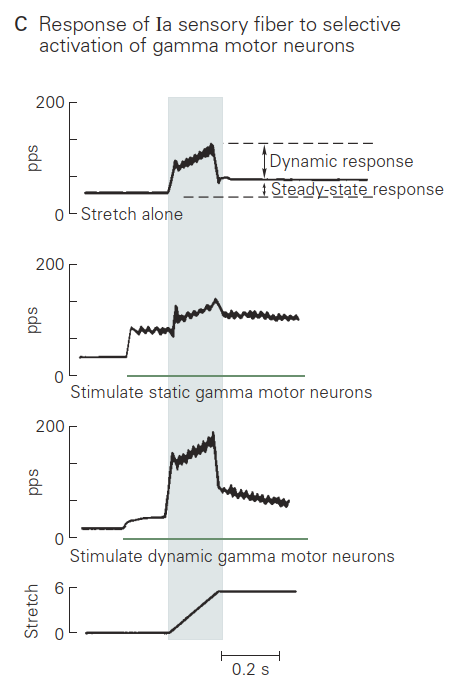 C Response of Ia sensory fiber to selective
activation of gamma motor neurons
200
pps
Dynamic response
Steady-state response
0
Stretch alone
200
pps
0
Stimulate static gamma motor neurons
200
pps
0
Stimulate dynamic gamma motor neurons
6
Stretch
0
0.2 s